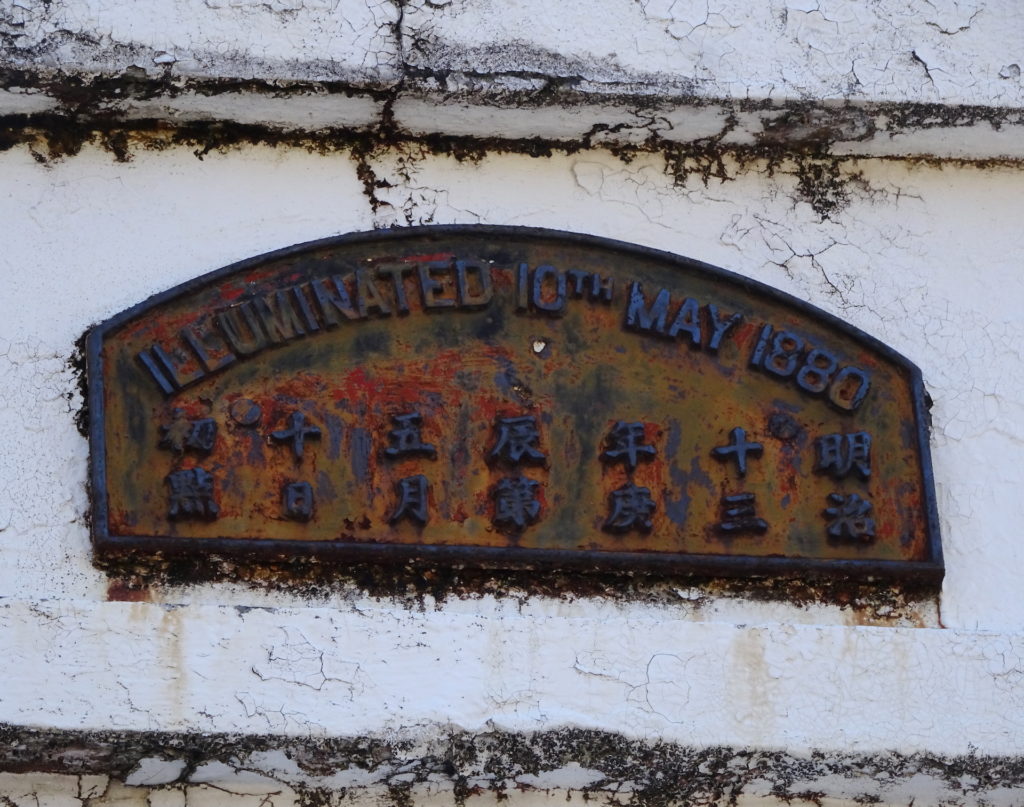 ILLUMINATED 10TH MAY 1880
明治
十三
年庚
辰第
五月
十日
初點